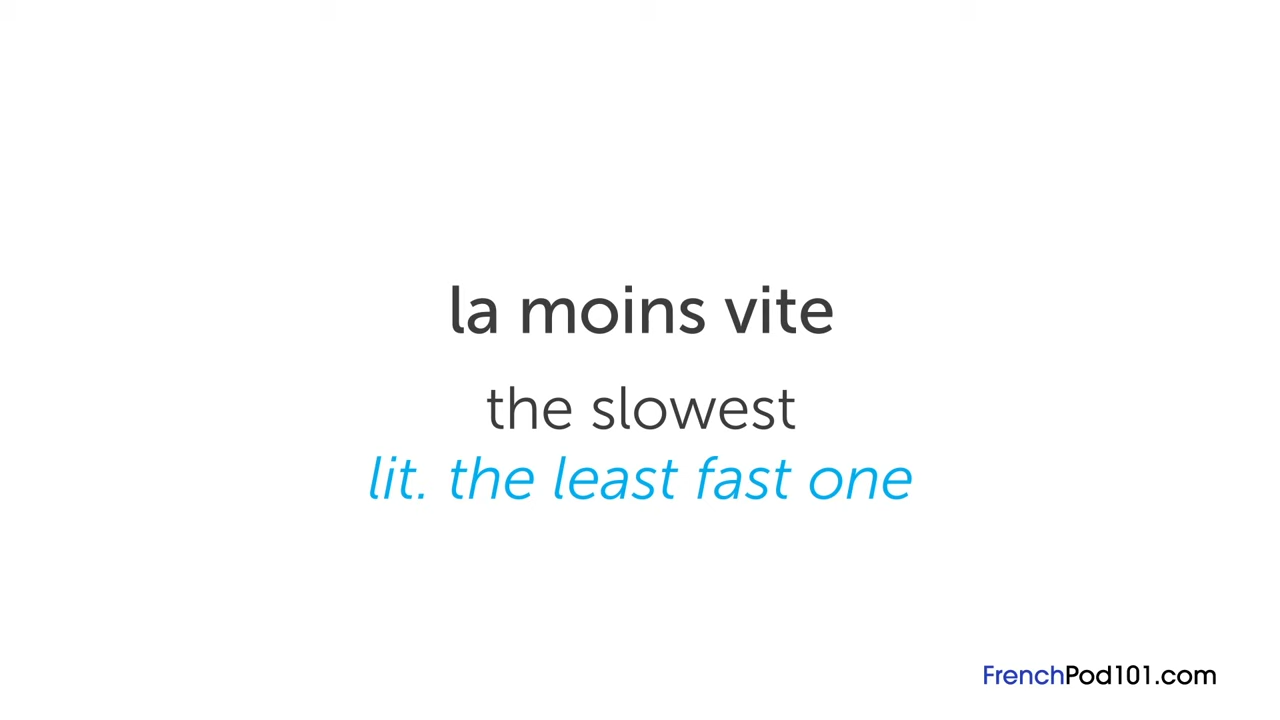 la moins vite
the slowest
lit. the least fast one
FrenchPod101.com